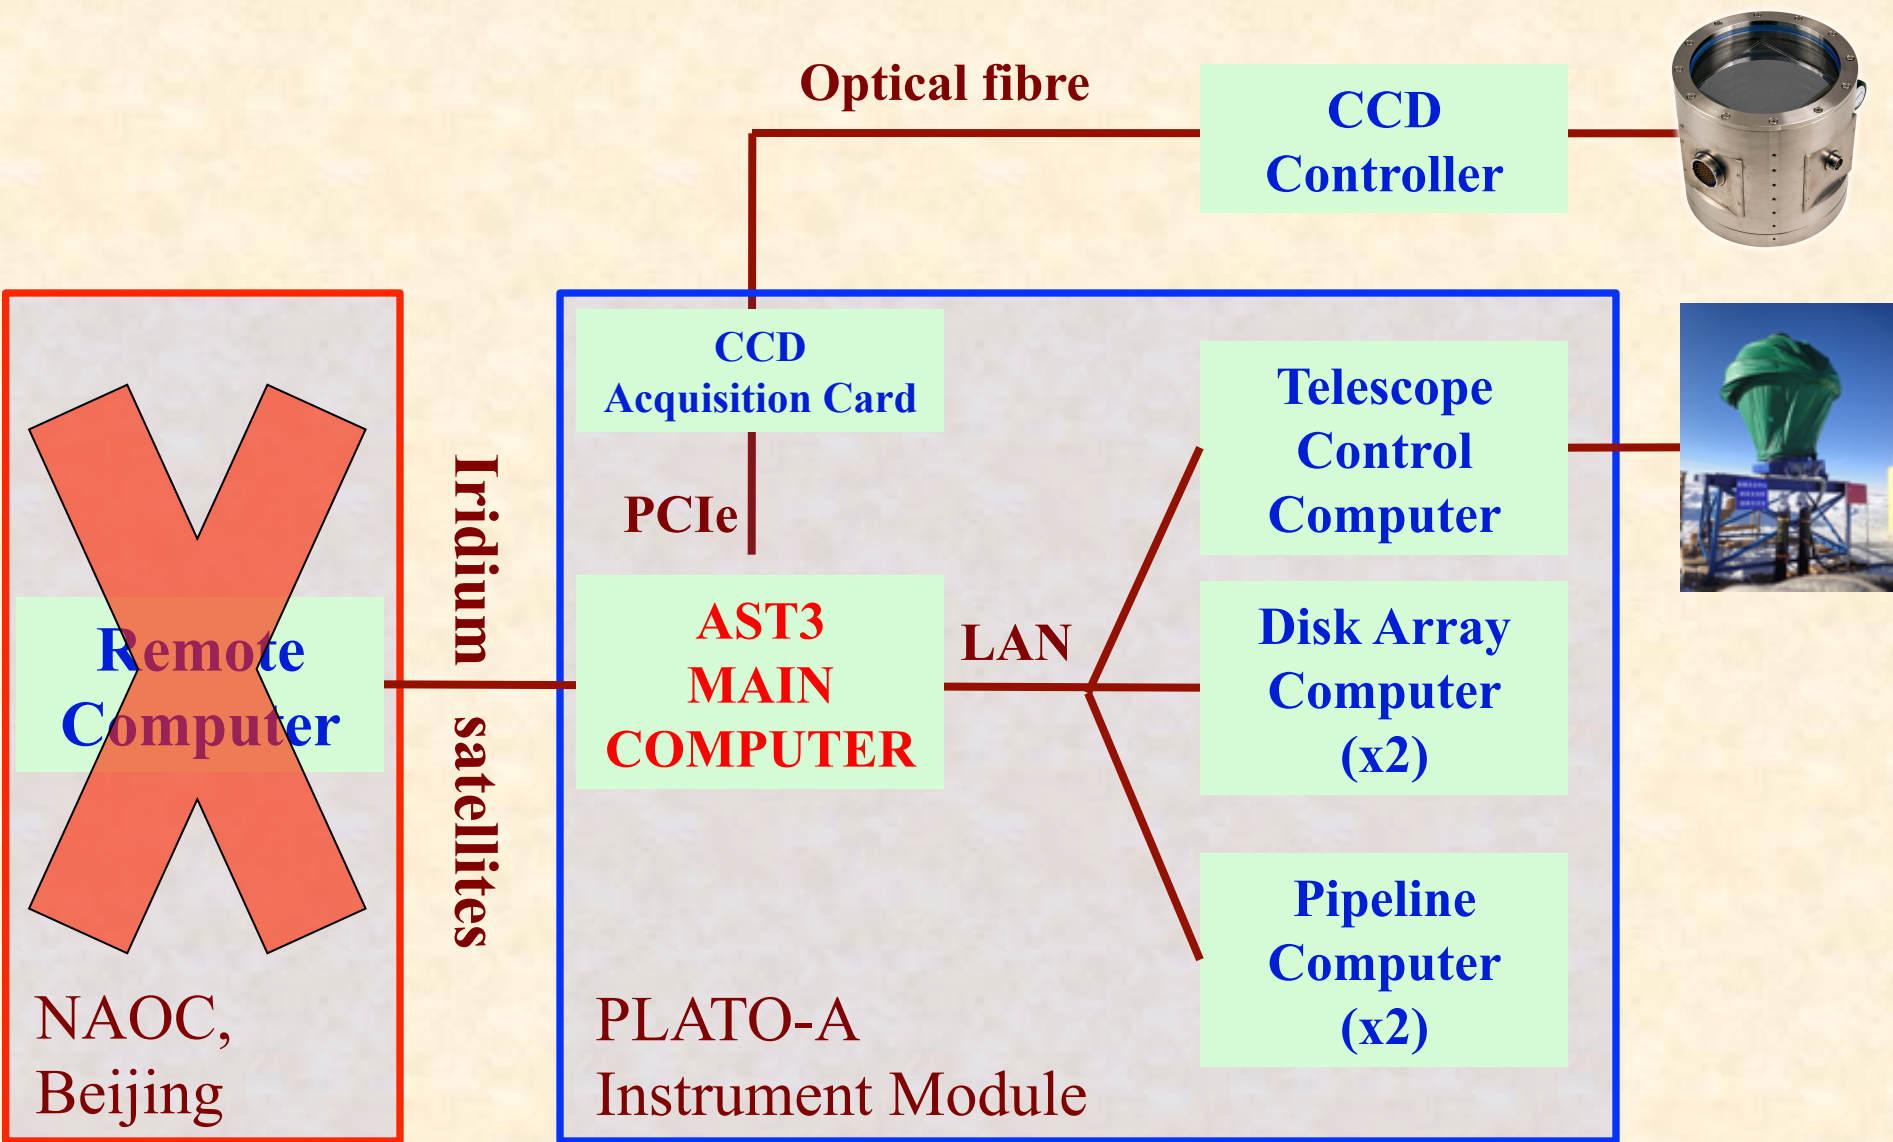 Optical fibre
CCD
Controller
CCD
Acquisition Card
PCIe
Telescope
Control
Computer
Remote
Computer
Iridium satellites
AST3
MAIN
COMPUTER
LAN
Disk Array
Computer
(x2)
Pipeline
Computer
(x2)
NAOC,
Beijing
PLATO-A
Instrument Module